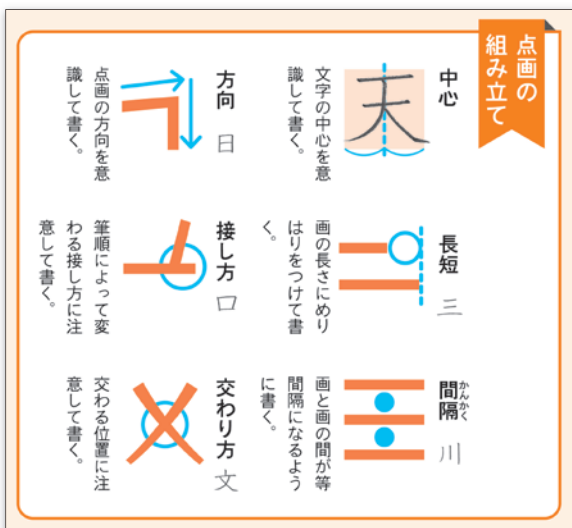 点画の
組み立て
中心
天
文字の中心を意
識して書く。
長短
三
画の長さにめり
はりをつけて書
く。
間隔
かんかく
川
画と画の間が等
間隔になるよう
に書く。
方向
日
点画の方向を意
識して書く。
接し方
口
筆順によって変
わる接し方に注
意して書く。
交わり方
文
交わる位置に注
意して書く。